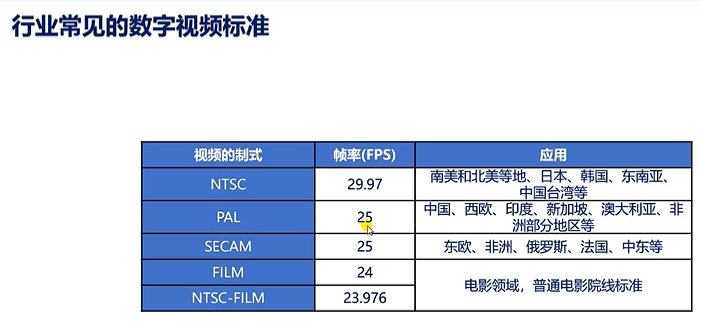 行业常见的数字视频标准
视频的制式 帧率(FPS) 应用
NTSC 29.97 南美和北美等地、日本、韩国、东南亚、
中国台湾等
PAL 25 中国、西欧、印度、新加坡、澳大利亚、非
洲部分地区等
SECAM 25 东欧、非洲、俄罗斯、法国、中东等
FILM 24
电影领域，普通电影院线标准
NTSC-FILM 23.976